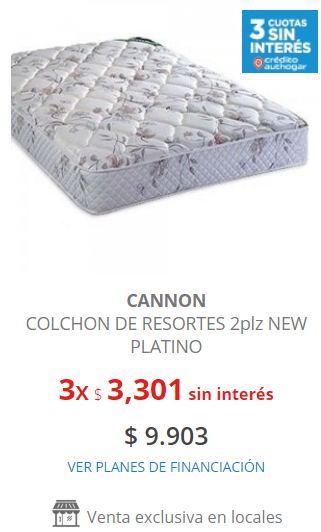 3 CUOTAS
SIN
INTERÉS
crédito
authogar
CANNON
COLCHON DE RESORTES 2plz NEW
PLATINO
3x $ 3,301 sin interés
$ 9.903
VER PLANES DE FINANCIACIÓN
Venta exclusiva en locales